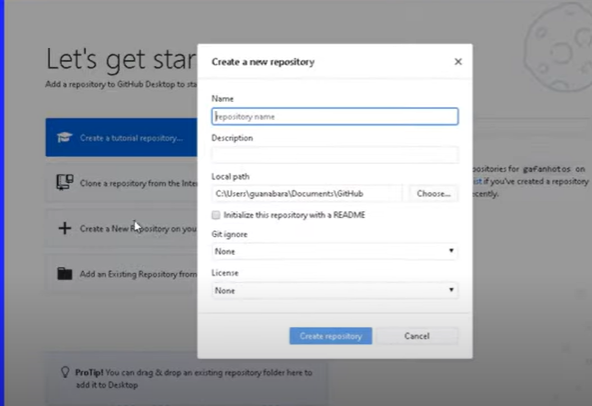 Let's get star
Add a repository to GitHub Desktop to sta
Create a tutorial repository...
Clone a repository from the Inte
Create a New Repository on you
Add an Existing Repository from
ProTip! You can drag & drop an existing repository folder here to
add it to Desktop
Create a new repository
Name
repository name
Description
Local path
C:\Users\guanabara\Documents\GitHub
Choose...
Initialize this repository with a README
Git ignore
None
License
None
Create repository
Cancel
positories for gafanhotos on
ist if you've created a repository
ecently.